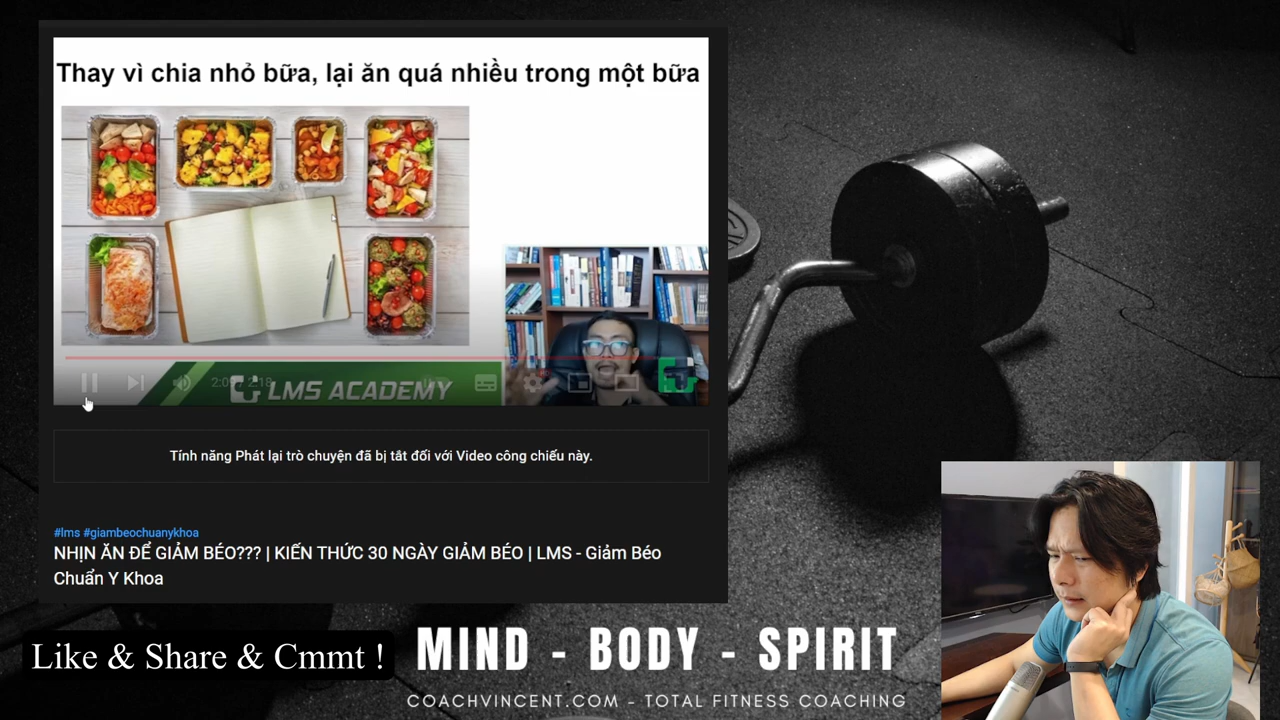 Thay vì chia nhỏ bữa, lại ăn quá nhiều trong một bữa
LMS ACADEMY
Tính năng Phát lại trò chuyện đã bị tắt đối với Video công chiếu này.
#lms #giambeochuanykhoa
NHỊN ĂN ĐỂ GIẢM BÉO??? | KIẾN THỨC 30 NGÀY GIẢM BÉO | LMS - Giảm Béo
Chuẩn Y Khoa
Like & Share & Cmmt !
MIND - BODY - SPIRIT
COACHVINCENT.COM - TOTAL FITNESS COACHING